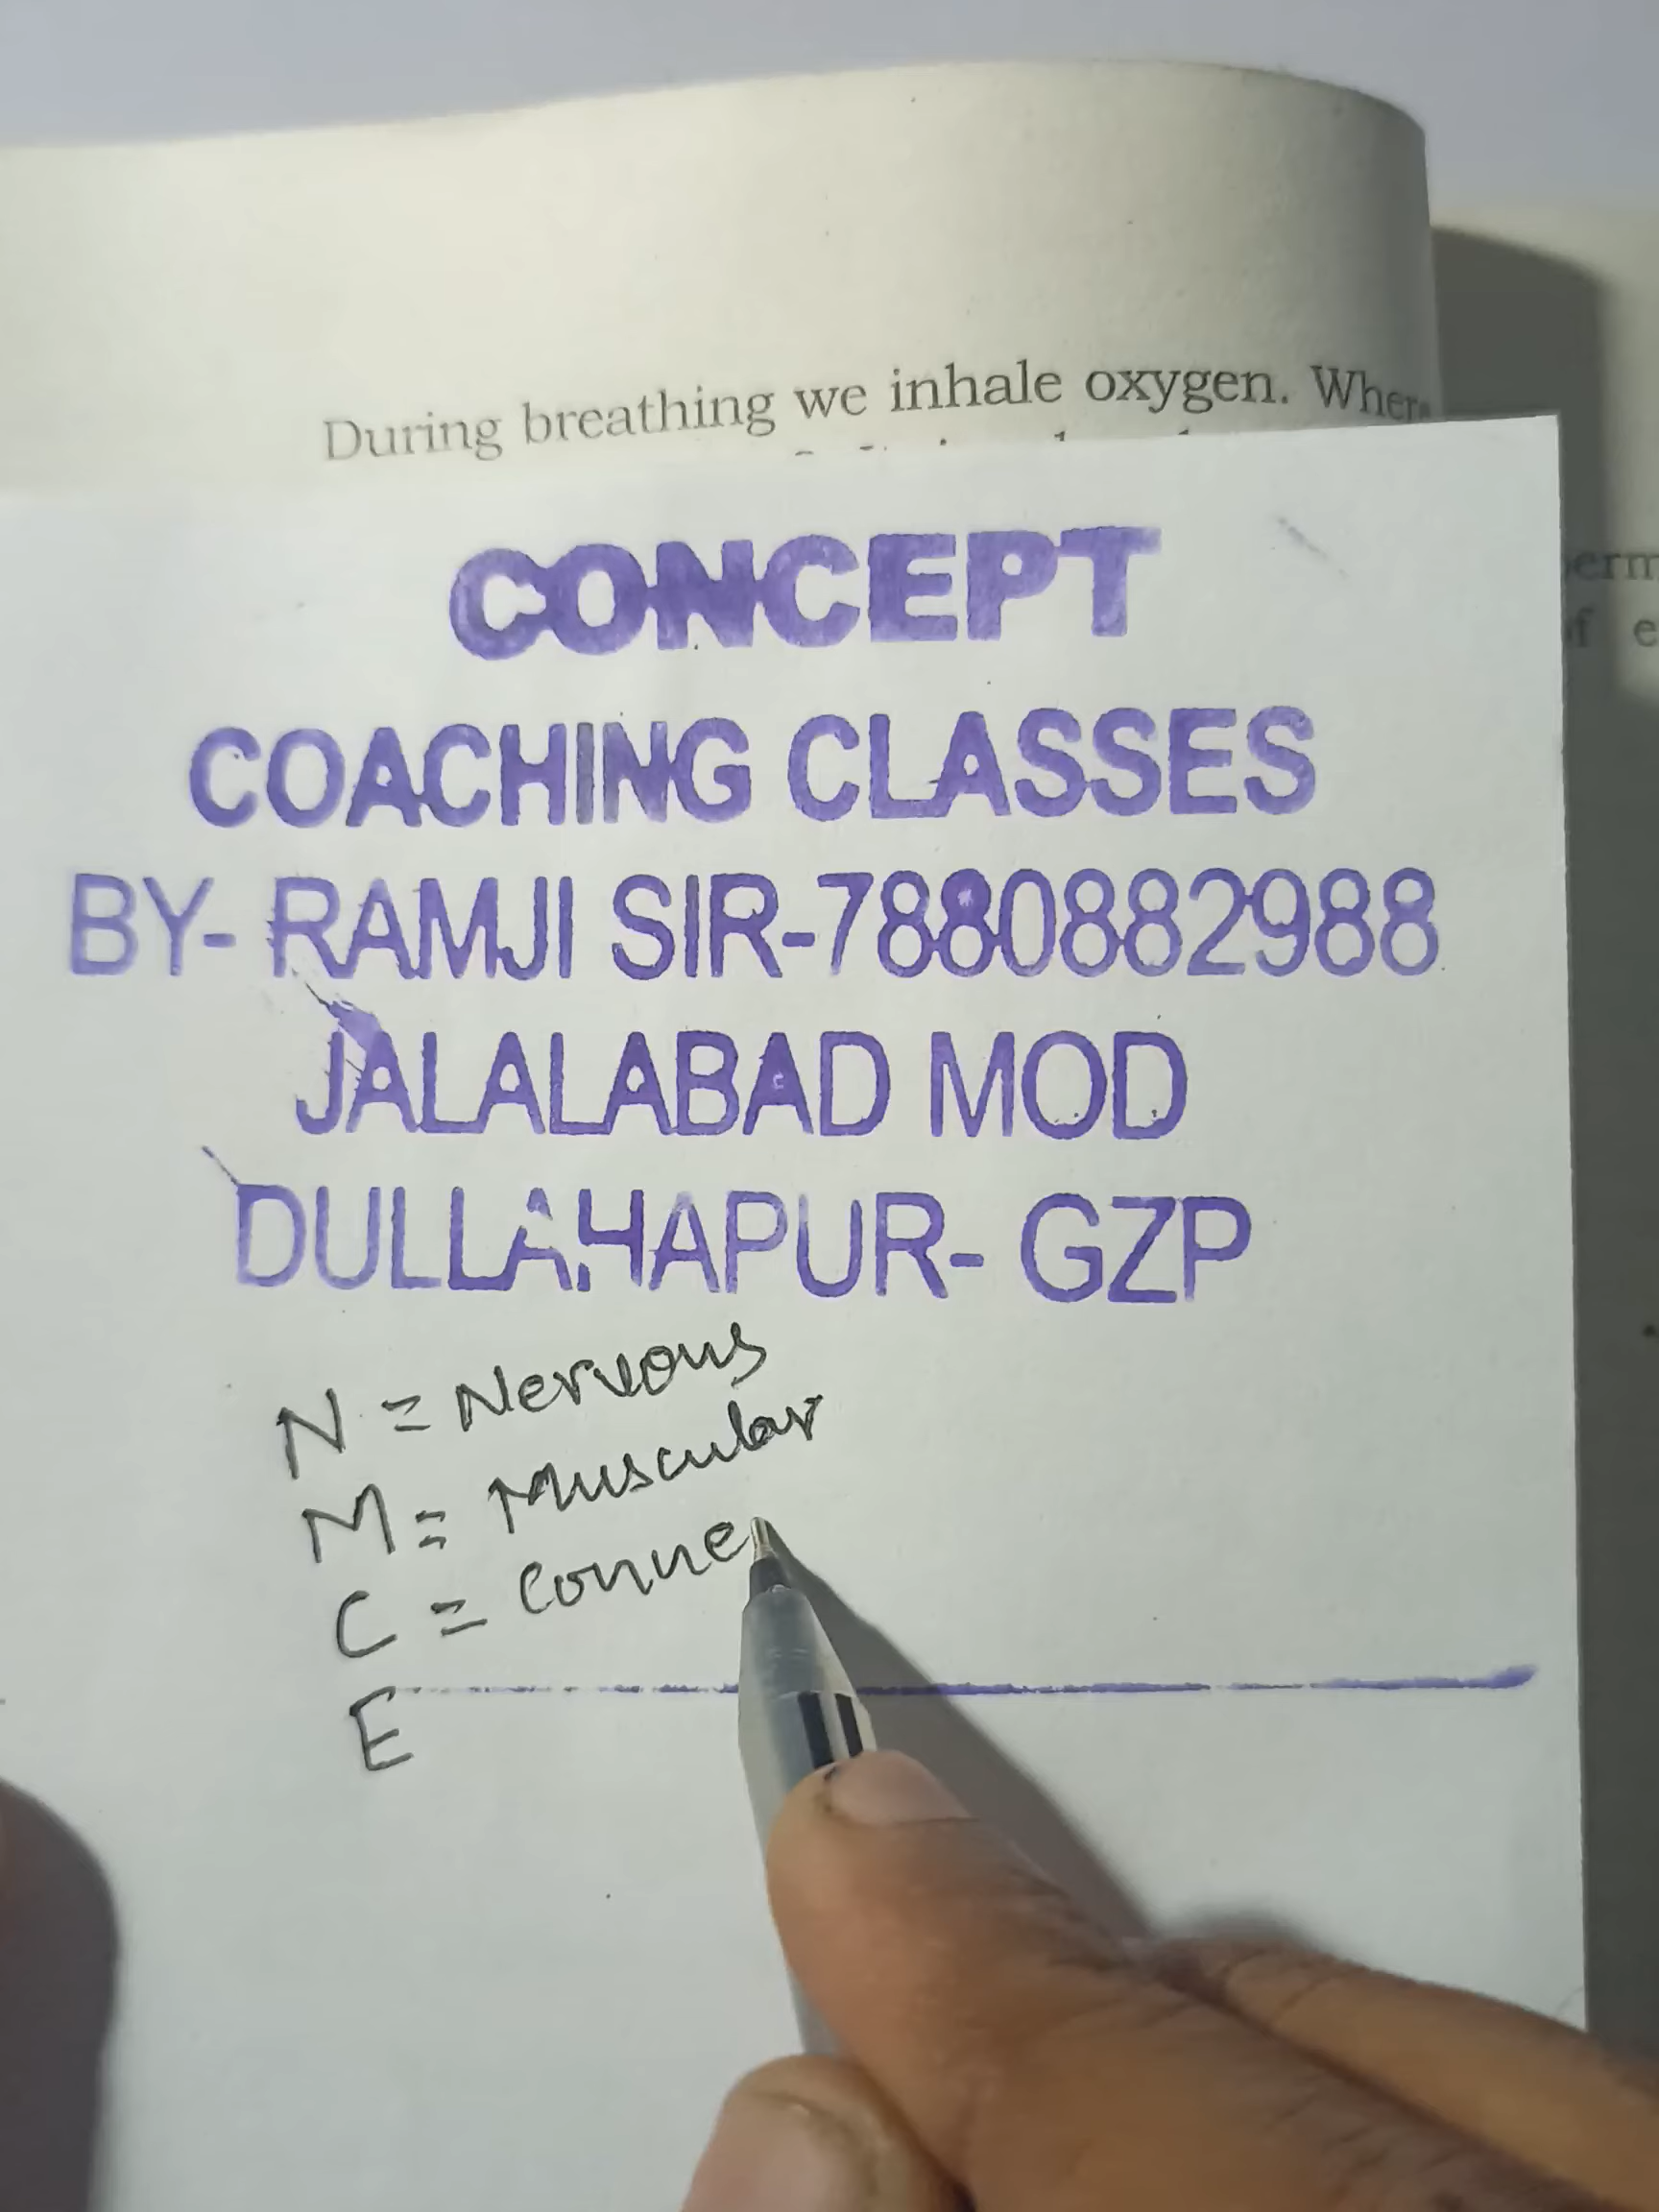 During breathing we inhale oxygen. Where
CONCEPT
COACHING CLASSES
BY- RAMJI SIR-7880882988
JALALABAD MOD
DULLAHAPUR- GZP
N = Nervous
M = Muscular
C = Conne
E